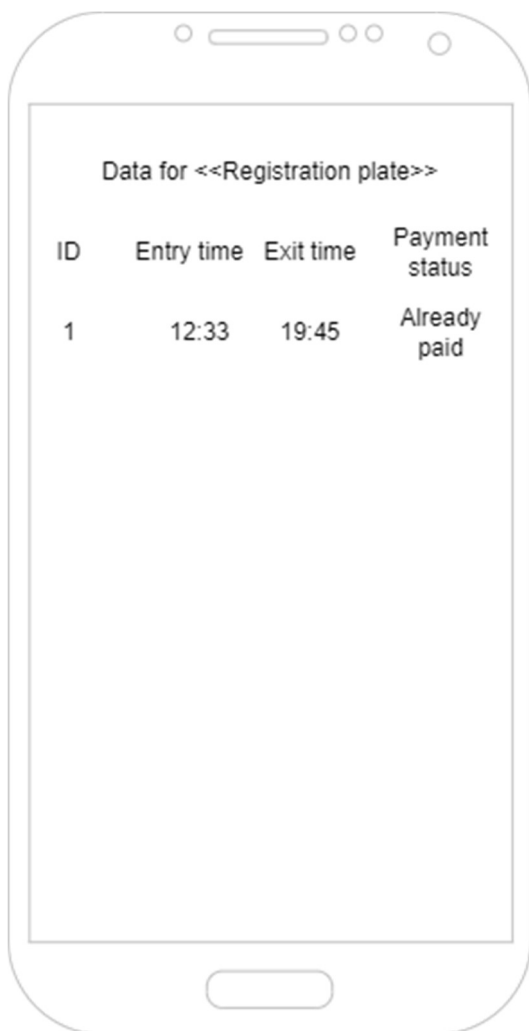 Data for <<Registration plate>>
ID Entry time Exit time Payment status
1 12:33 19:45 Already paid